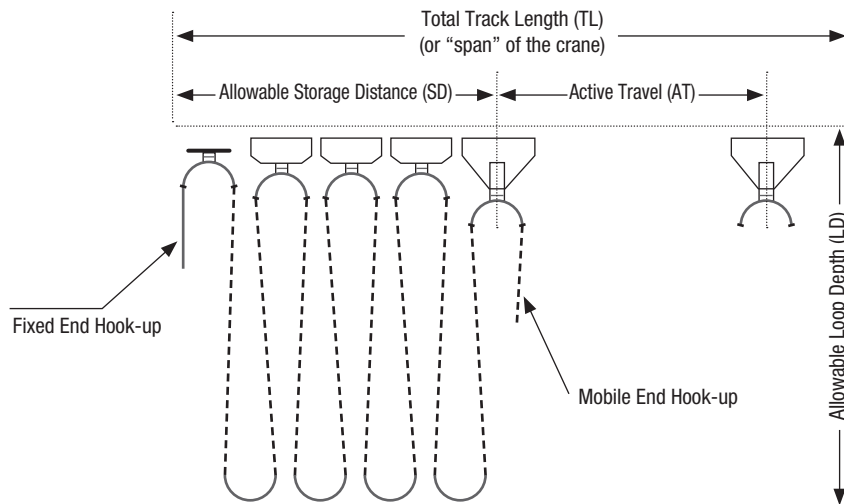 Total Track Length (TL)
(or “span” of the crane)
Allowable Storage Distance (SD)
Active Travel (AT)
Allowable Loop Depth (LD)
Fixed End Hook-up
Mobile End Hook-up